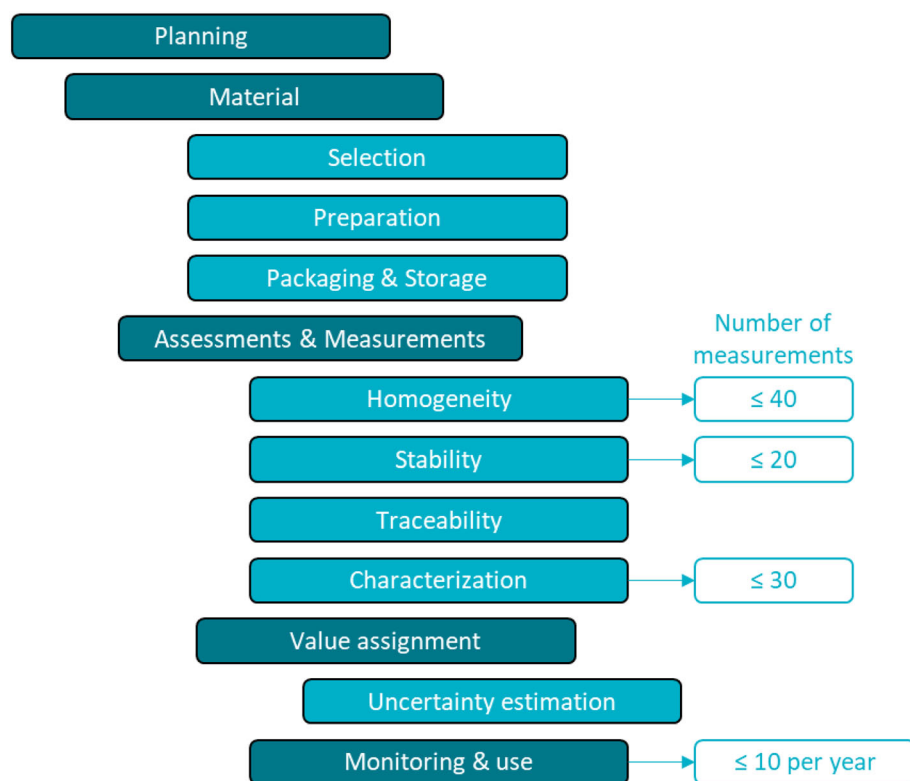 Planning
Material
Selection
Preparation
Packaging & Storage
Assessments & Measurements
Number of
measurements
Homogeneity
≤ 40
Stability
≤ 20
Traceability
Characterization
≤ 30
Value assignment
Uncertainty estimation
Monitoring & use
≤ 10 per year